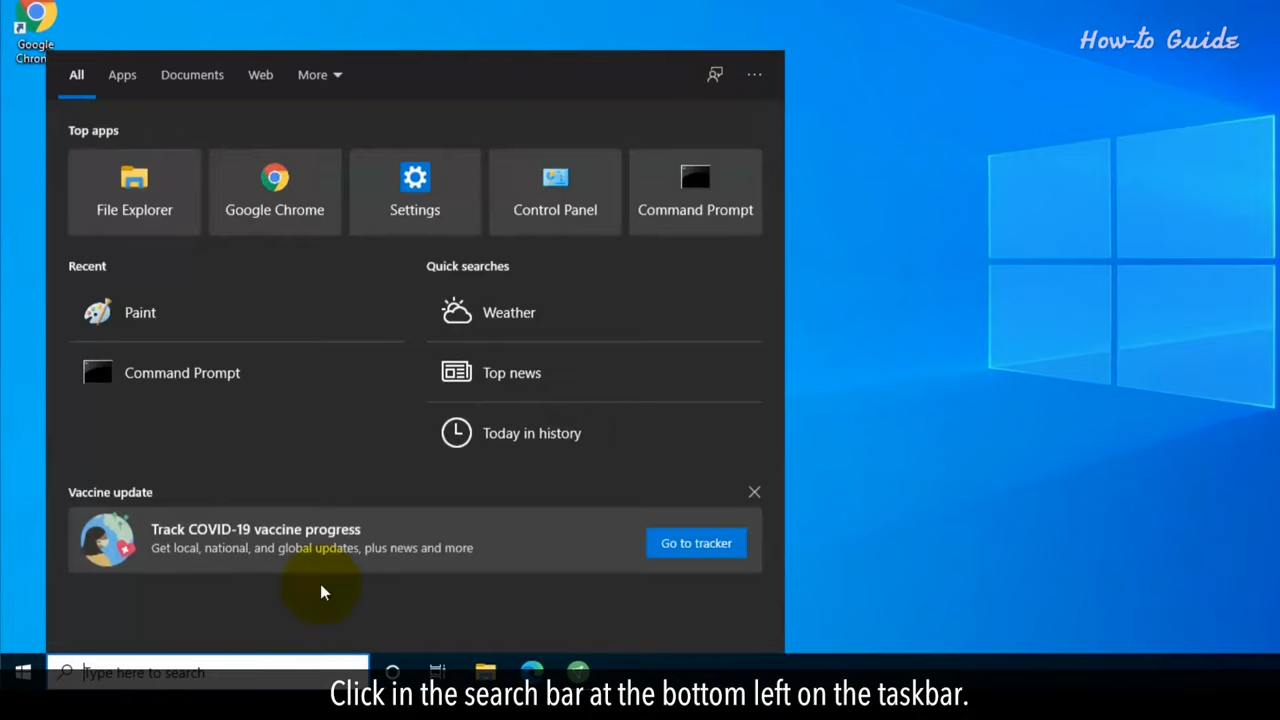 Google
Chrom
How-to Guide
All Apps Documents Web More
Top apps
File Explorer Google Chrome Settings Control Panel Command Prompt
Recent
Quick searches
Paint
Weather
Command Prompt
Top news
Today in history
Vaccine update
Track COVID-19 vaccine progress
Get local, national, and global updates, plus news and more
Go to tracker
Type here to search
Click in the search bar at the bottom left on the taskbar.